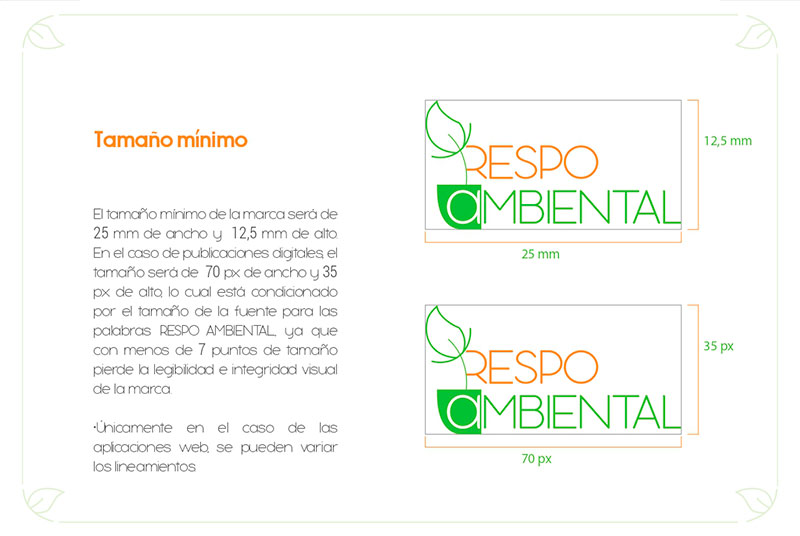 Tamaño mínimo
El tamaño mínimo de la marca será de
25 mm de ancho y 12,5 mm de alto.
En el caso de publicaciones digitales, el
tamaño será de 70 px de ancho y 35
px de alto, lo cual está condicionado
por el tamaño de la fuente para las
palabras RESPO AMBIENTAL, ya que
con menos de 7 puntos de tamaño
pierde la legibilidad e integridad visual
de la marca.
•Únicamente en el caso de las
aplicaciones web, se pueden variar
los lineamientos.
RESPO
aMBIENTAL
12,5 mm
25 mm
RESPO
aMBIENTAL
35 px
70 px